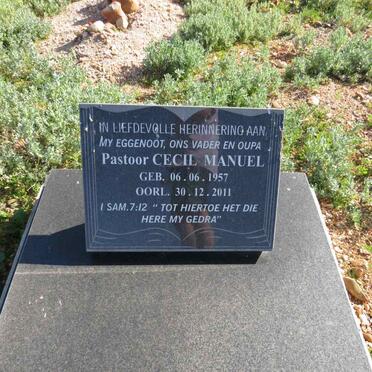 IN LIEFDEVOLLE HERINNERING AAN
MY EGGENOOT, ONS VADER EN OUPA
Pastoor CECIL MANUEL
GEB. 06.06.1957
OORL. 30.12.2011
I SAM.7:12 “ TOT HIERTOE HET DIE
HERE MY GEDRA”